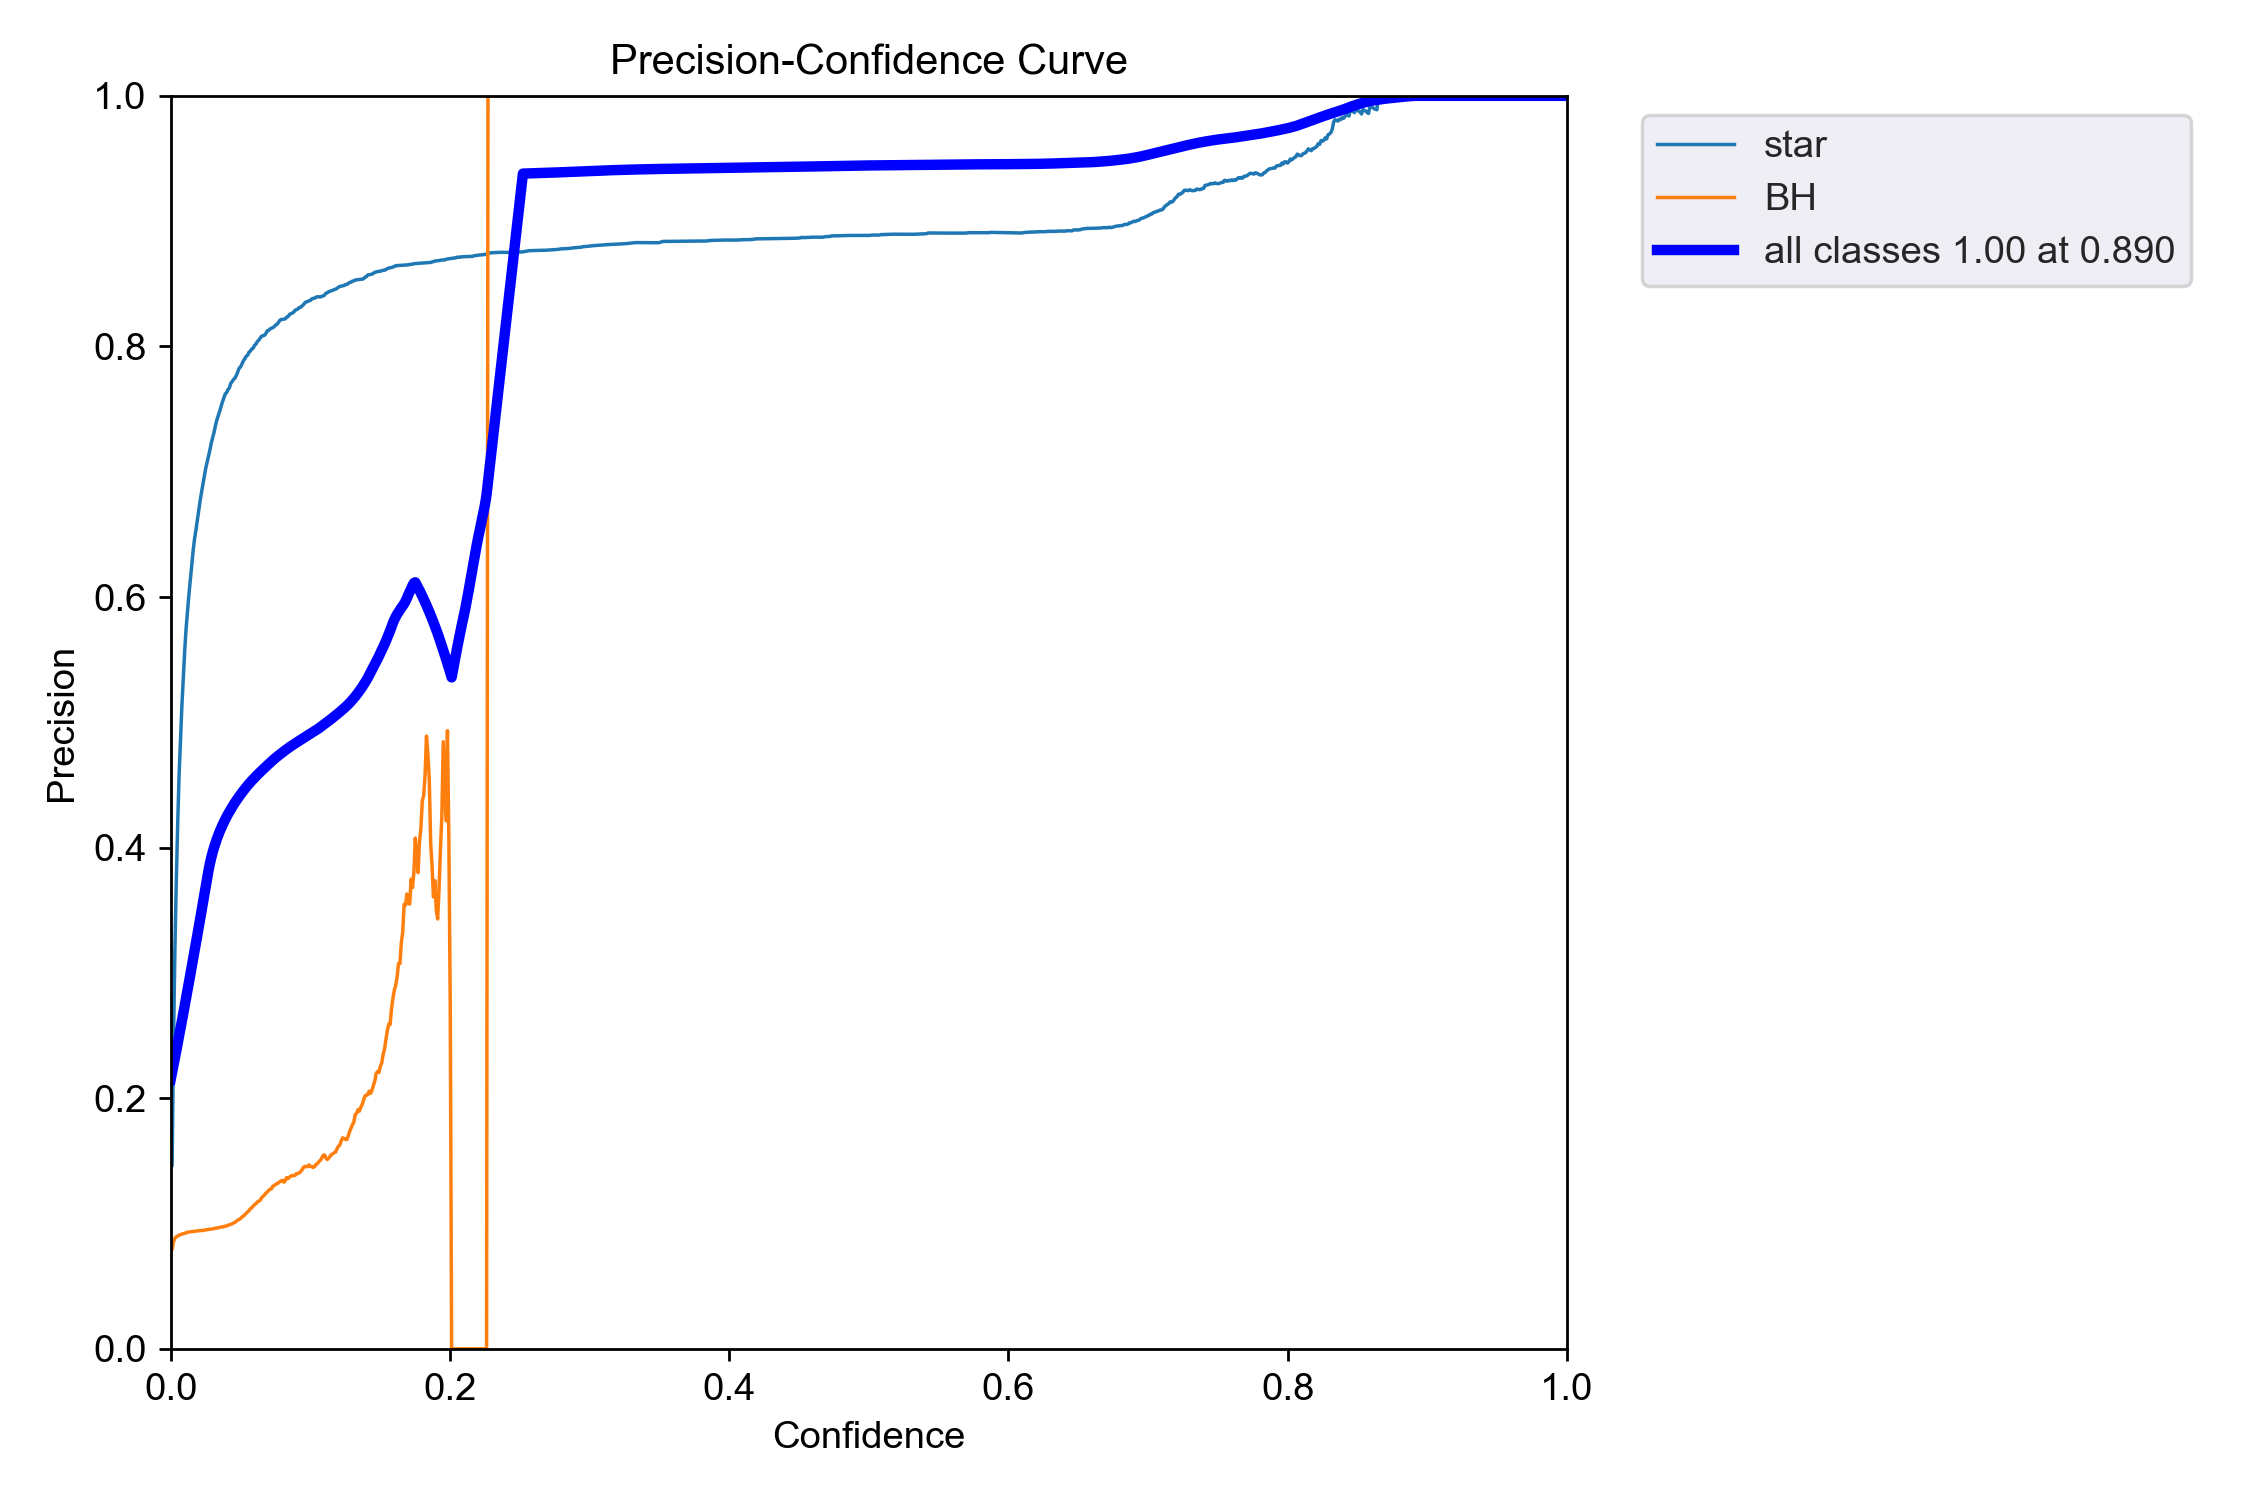 Precision-Confidence Curve
1.0
0.8
0.6
0.4
0.2
0.0
Precision
0.0 0.2 0.4 0.6 0.8 1.0
Confidence
star
BH
all classes 1.00 at 0.890